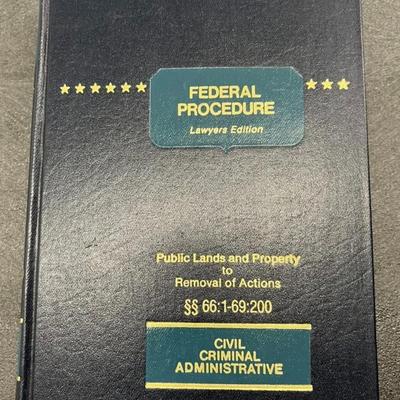 FEDERAL
PROCEDURE
Lawyers Edition
Public Lands and Property
to
Removal of Actions
§§ 66:1-69:200
CIVIL
CRIMINAL
ADMINISTRATIVE